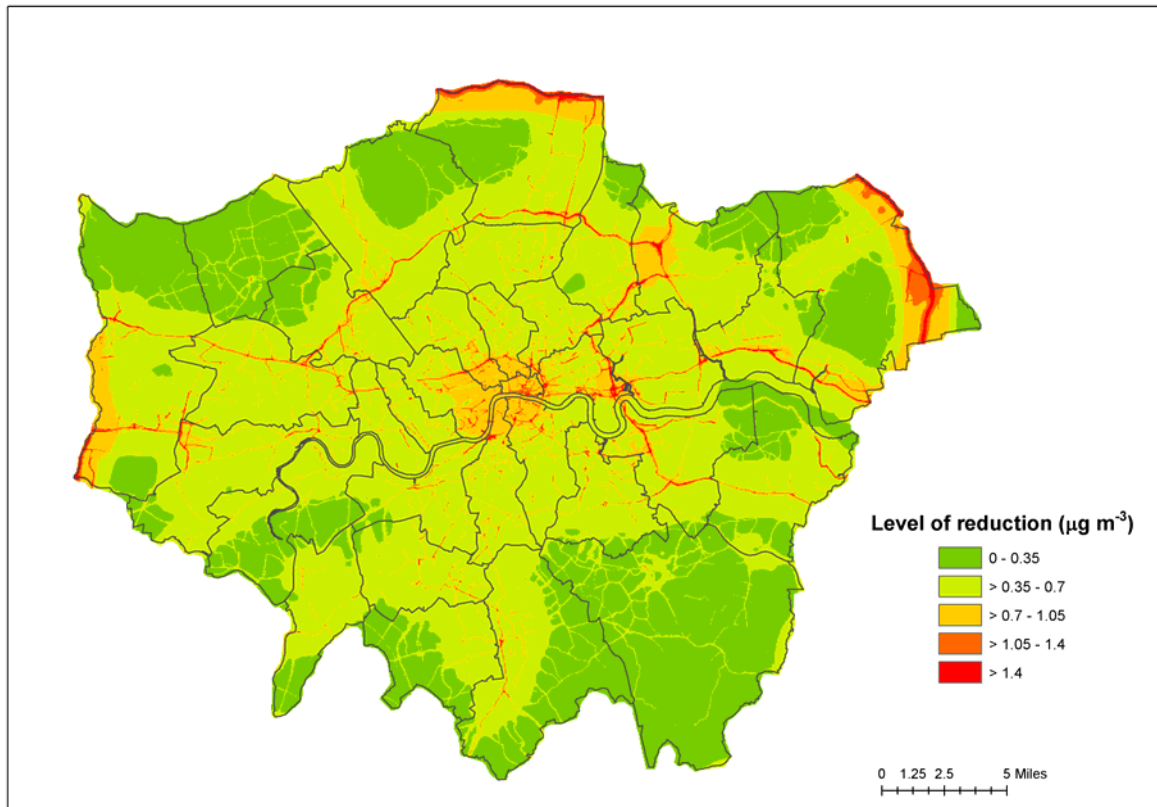 Level of reduction (µg m⁻³)
0 - 0.35
> 0.35 - 0.7
> 0.7 - 1.05
> 1.05 - 1.4
> 1.4
0 1.25 2.5 5 Miles